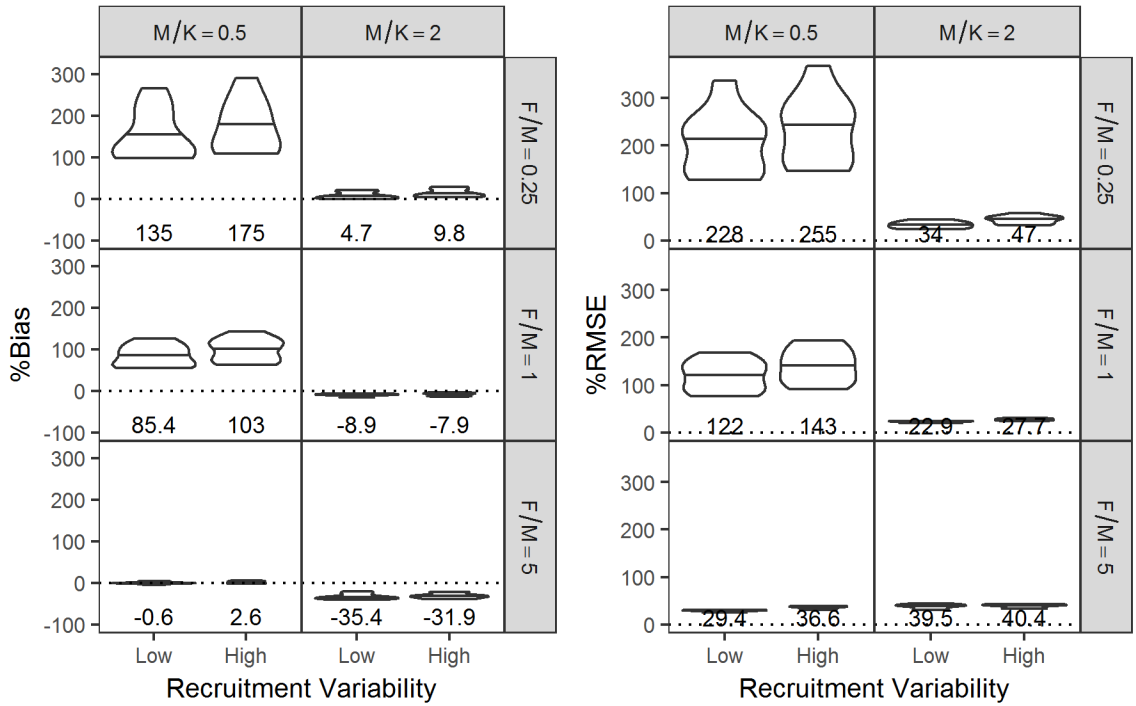 M/K = 0.5 M/K = 2
300
200
100
0
-100
135 175 4.7 9.8
F/M = 0.25
300
200
100
0
-100
85.4 103 -8.9 -7.9
F/M = 1
300
200
100
0
-100
-0.6 2.6 -35.4 -31.9
F/M = 5
%Bias
Low High Low High
Recruitment Variability
M/K = 0.5 M/K = 2
300
200
100
0
228 255 34 47
F/M = 0.25
300
200
100
0
122 143 22.9 27.7
F/M = 1
300
200
100
0
29.4 36.6 39.5 40.4
F/M = 5
%RMSE
Low High Low High
Recruitment Variability